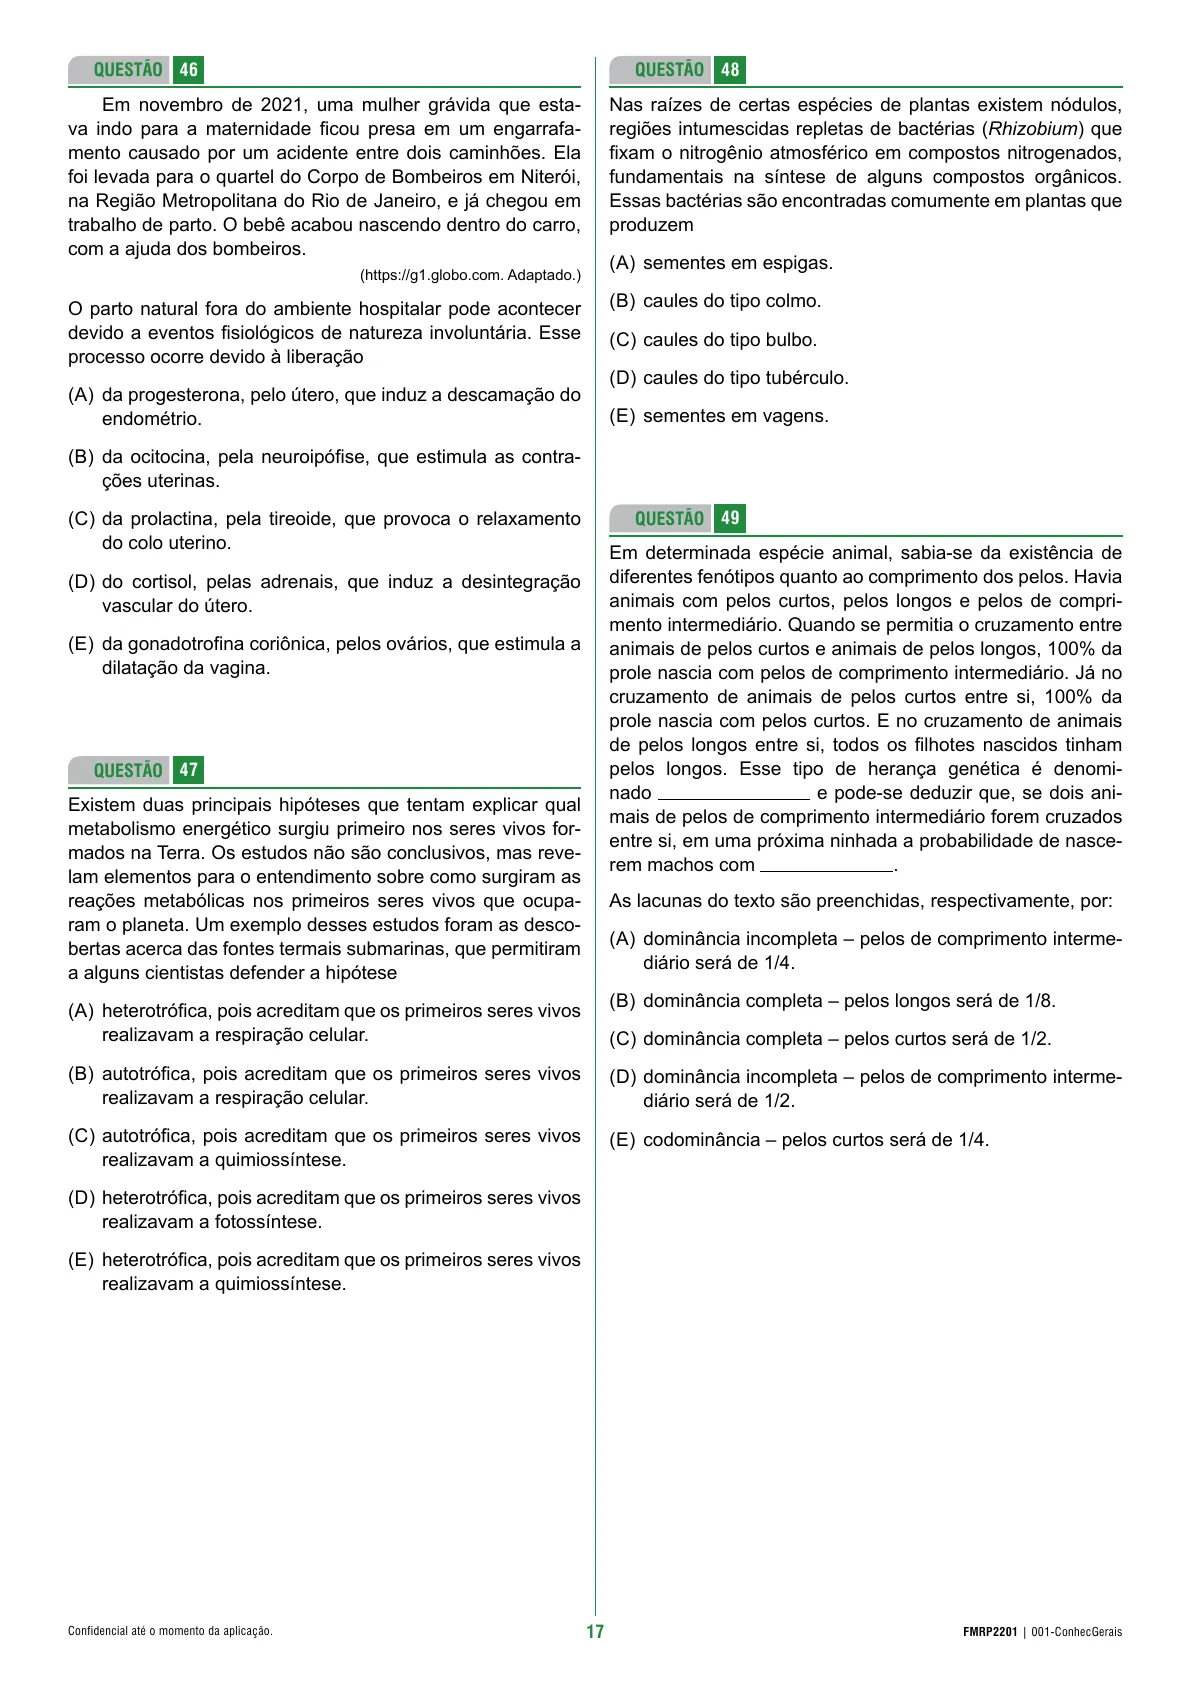 QUESTÃO 46
Em novembro de 2021, uma mulher grávida que esta-
va indo para a maternidade ficou presa em um engarrafa-
mento causado por um acidente entre dois caminhões. Ela
foi levada para o quartel do Corpo de Bombeiros em Niterói,
na Região Metropolitana do Rio de Janeiro, e já chegou em
trabalho de parto. O bebê acabou nascendo dentro do carro,
com a ajuda dos bombeiros.
(https://g1.globo.com. Adaptado.)
O parto natural fora do ambiente hospitalar pode acontecer
devido a eventos fisiológicos de natureza involuntária. Esse
processo ocorre devido à liberação
(A) da progesterona, pelo útero, que induz a descamação do
endométrio.
(B) da ocitocina, pela neuroipófise, que estimula as contra-
ções uterinas.
(C) da prolactina, pela tireoide, que provoca o relaxamento
do colo uterino.
(D) do cortisol, pelas adrenais, que induz a desintegração
vascular do útero.
(E) da gonadotrofina coriônica, pelos ovários, que estimula a
dilatação da vagina.
QUESTÃO 47
Existem duas principais hipóteses que tentam explicar qual
metabolismo energético surgiu primeiro nos seres vivos for-
mados na Terra. Os estudos não são conclusivos, mas reve-
lam elementos para o entendimento sobre como surgiram as
reações metabólicas nos primeiros seres vivos que ocupa-
ram o planeta. Um exemplo desses estudos foram as desco-
bertas acerca das fontes termais submarinas, que permitiram
a alguns cientistas defender a hipótese
(A) heterotrófica, pois acreditam que os primeiros seres vivos
realizavam a respiração celular.
(B) autotrófica, pois acreditam que os primeiros seres vivos
realizavam a respiração celular.
(C) autotrófica, pois acreditam que os primeiros seres vivos
realizavam a quimiossíntese.
(D) heterotrófica, pois acreditam que os primeiros seres vivos
realizavam a fotossíntese.
(E) heterotrófica, pois acreditam que os primeiros seres vivos
realizavam a quimiossíntese.
QUESTÃO 48
Nas raízes de certas espécies de plantas existem nódulos,
regiões intumescidas repletas de bactérias (Rhizobium) que
fixam o nitrogênio atmosférico em compostos nitrogenados,
fundamentais na síntese de alguns compostos orgânicos.
Essas bactérias são encontradas comumente em plantas que
produzem
(A) sementes em espigas.
(B) caules do tipo colmo.
(C) caules do tipo bulbo.
(D) caules do tipo tubérculo.
(E) sementes em vagens.
QUESTÃO 49
Em determinada espécie animal, sabia-se da existência de
diferentes fenótipos quanto ao comprimento dos pelos. Havia
animais com pelos curtos, pelos longos e pelos de compri-
mento intermediário. Quando se permitia o cruzamento entre
animais de pelos curtos e animais de pelos longos, 100% da
prole nascia com pelos de comprimento intermediário. Já no
cruzamento de animais de pelos curtos entre si, 100% da
prole nascia com pelos curtos. E no cruzamento de animais
de pelos longos entre si, todos os filhotes nascidos tinham
pelos longos. Esse tipo de herança genética é denomi-
nado ______________ e pode-se deduzir que, se dois ani-
mais de pelos de comprimento intermediário forem cruzados
entre si, em uma próxima ninhada a probabilidade de nasce-
rem machos com ____________.
As lacunas do texto são preenchidas, respectivamente, por:
(A) dominância incompleta – pelos de comprimento interme-
diário será de 1/4.
(B) dominância completa – pelos longos será de 1/8.
(C) dominância completa – pelos curtos será de 1/2.
(D) dominância incompleta – pelos de comprimento interme-
diário será de 1/2.
(E) codominância – pelos curtos será de 1/4.
Confidencial até o momento da aplicação.
17
FMRP2201 | 001-ConhecGerais